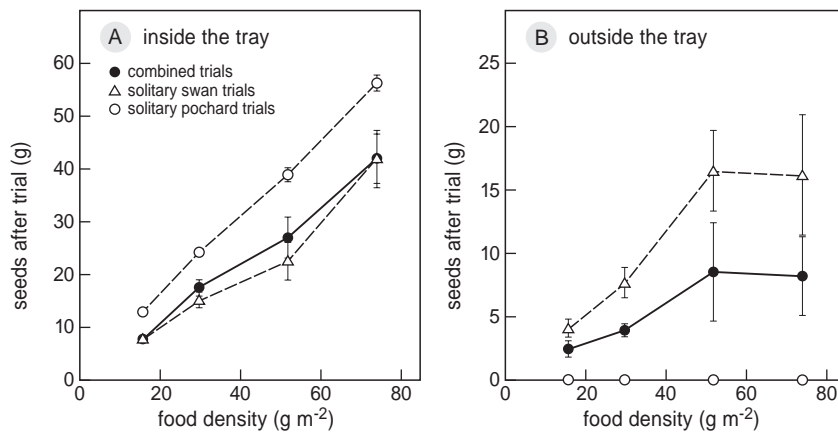 A inside the tray
combined trials
solitary swan trials
solitary pochard trials
seeds after trial (g)
60
50
40
30
20
10
0
0 20 40 60 80
food density (g m-2)
B outside the tray
seeds after trial (g)
25
20
15
10
5
0
0 20 40 60 80
food density (g m-2)